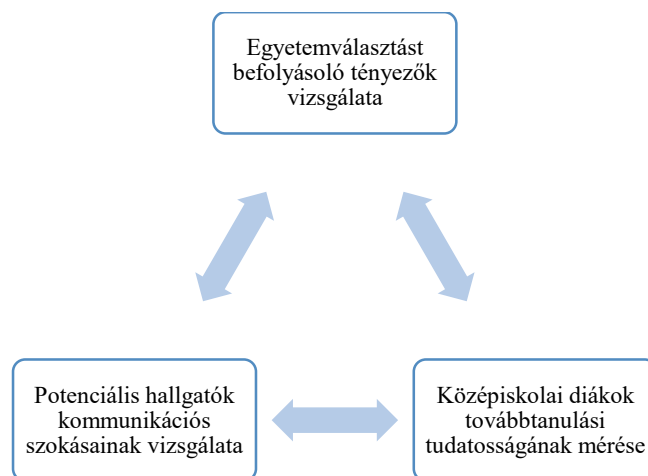 Egyetemválasztást
befolyásoló tényezők
vizsgálata
Potenciális hallgatók
kommunikációs
szokásainak vizsgálata
Középiskolai diákok
továbbtanulási
tudatosságának mérése